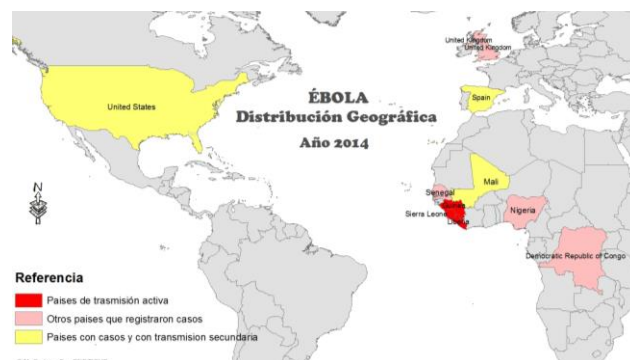 United Kingdom
United Kingdom
United States
ÉBOLA
Distribución Geográfica
Año 2014
Spain
Mali
Senegal
Sierra Leone
Nigeria
Democratic Republic of Congo
N
Referencia
Paises de trasmisión activa
Otros paises que registraron casos
Paises con casos y con transmision secundaria